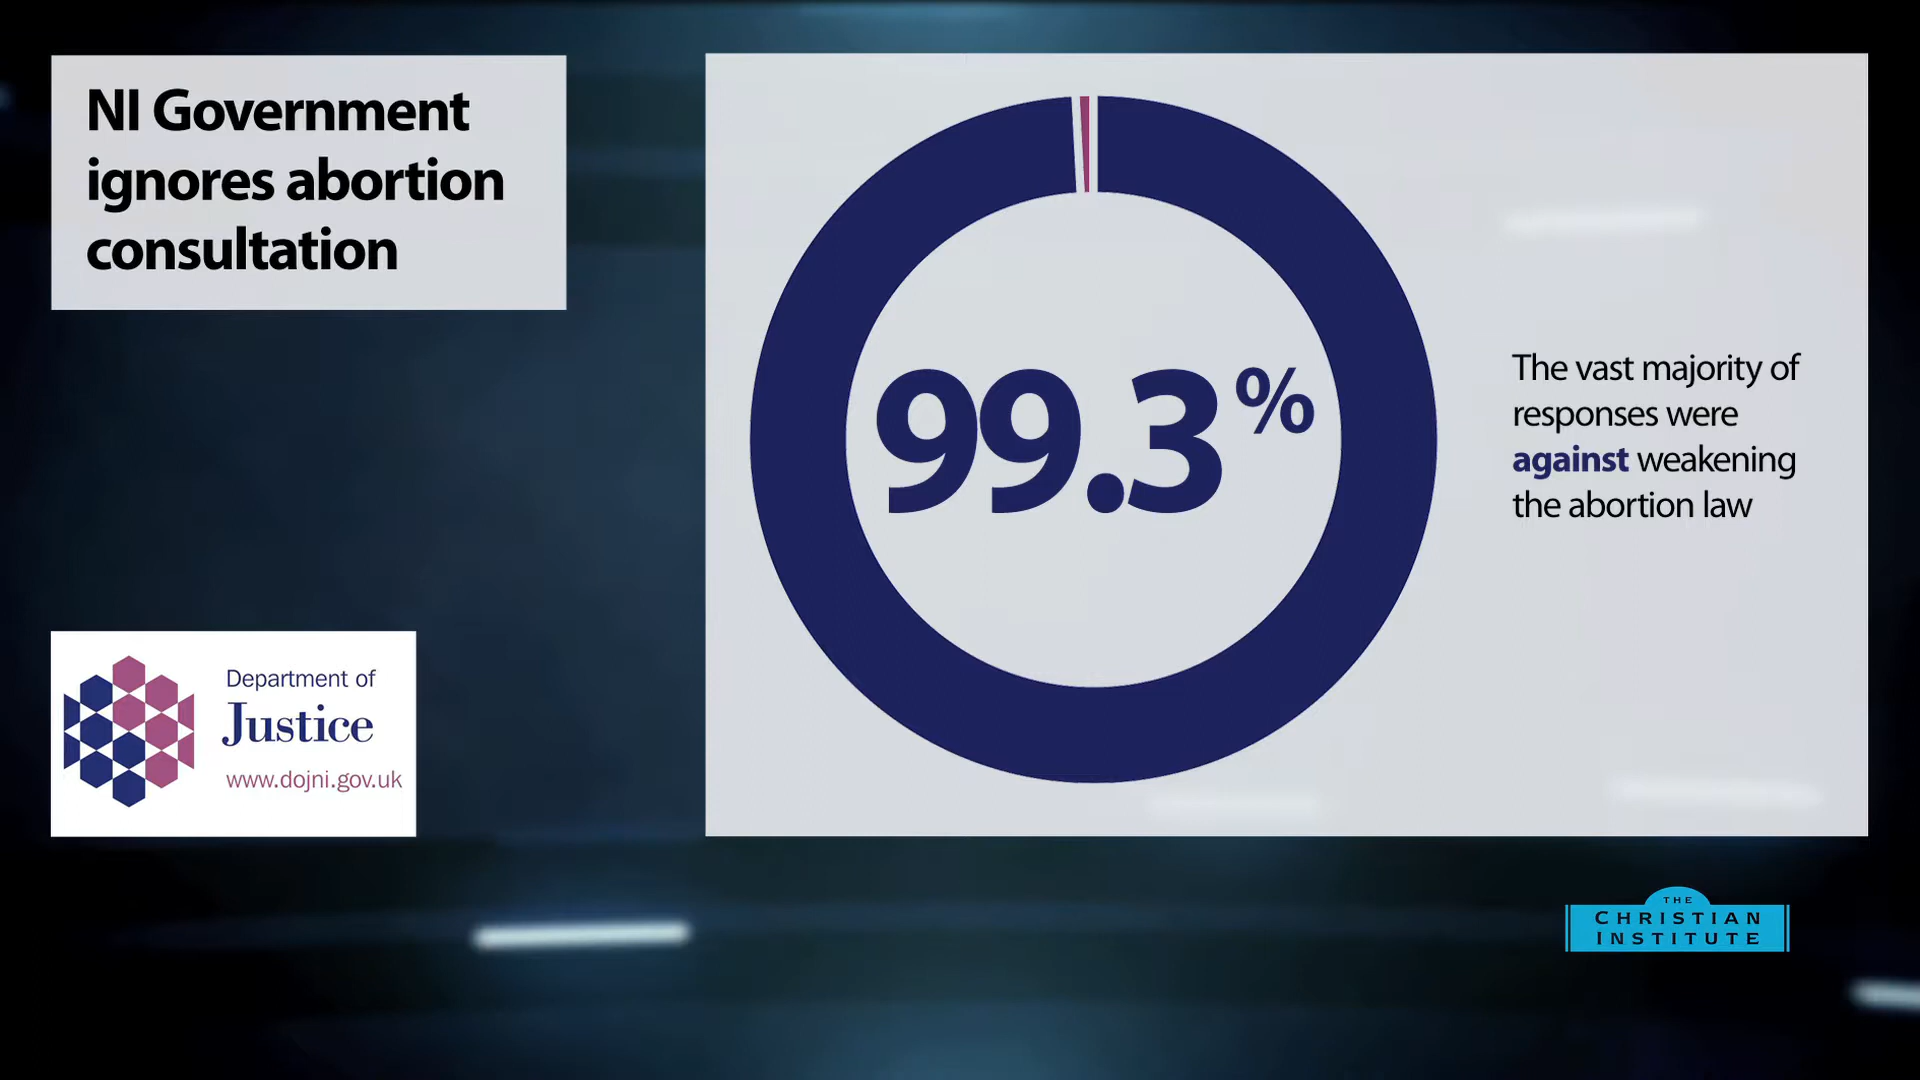 NI Government
ignores abortion
consultation
99.3%
The vast majority of
responses were
against weakening
the abortion law
Department of
Justice
www.dojni.gov.uk
THE
CHRISTIAN
INSTITUTE